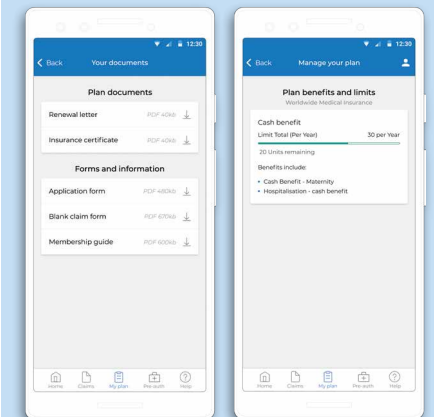 12:30
Back Your documents
Plan documents
Renewal letter PDF 40kb
Insurance certificate PDF 40kb
Forms and information
Application form PDF 480kb
Blank claim form PDF 670kb
Membership guide PDF 600kb
Home Claims My plan Pre-auth Help
12:30
Back Manage your plan
Plan benefits and limits
Worldwide Medical Insurance
Cash benefit
Limit Total (Per Year) 30 per Year
20 Units remaining
Benefits include:
• Cash Benefit - Maternity
• Hospitalisation - cash benefit
Home Claims My plan Pre-auth Help